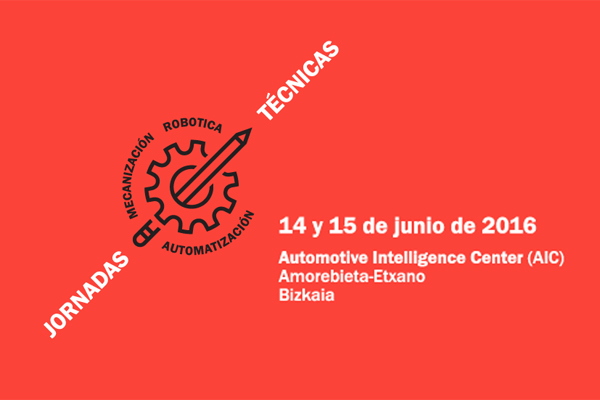 JORNADAS
TÉCNICAS
MECANIZACIÓN
ROBOTICA
AUTOMATIZACIÓN
14 y 15 de junio de 2016
Automotive Intelligence Center (AIC)
Amorebieta-Etxano
Bizkaia